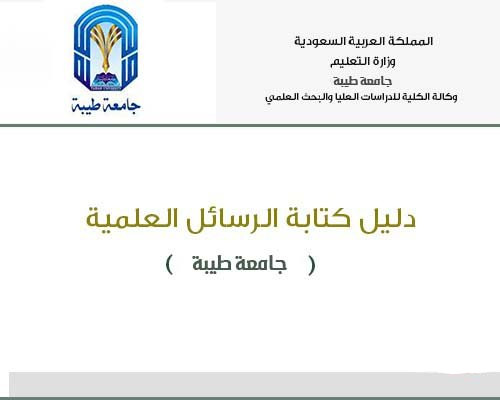 المملكة العربية السعودية
وزارة التعليم
جامعة طيبة
وكالة الكلية للدراسات العليا والبحث العلمي
جامعة طيبة
دليل كتابة الرسائل العلمية
( جامعة طيبة )